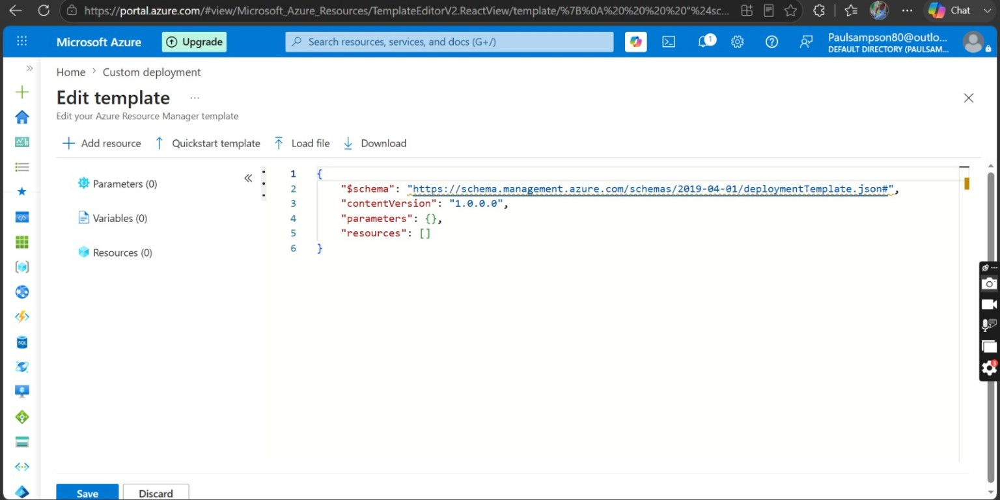 https://portal.azure.com/#view/Microsoft_Azure_Resources/TemplateEditorV2.ReactView/template/%7B%0A%20%20%20%20"%24sc...
Chat
Microsoft Azure
Upgrade
Search resources, services, and docs (G+/)
1
Paulsampson80@outlo...
DEFAULT DIRECTORY (PAULSAM...
Home > Custom deployment
Edit template ...
Edit your Azure Resource Manager template
Add resource
Quickstart template
Load file
Download
Parameters (0)
Variables (0)
Resources (0)
1 {
2 "$schema": "https://schema.management.azure.com/schemas/2019-04-01/deploymentTemplate.json#",
3 "contentVersion": "1.0.0.0",
4 "parameters": {},
5 "resources": []
6 }
SQL
5
Save
Discard